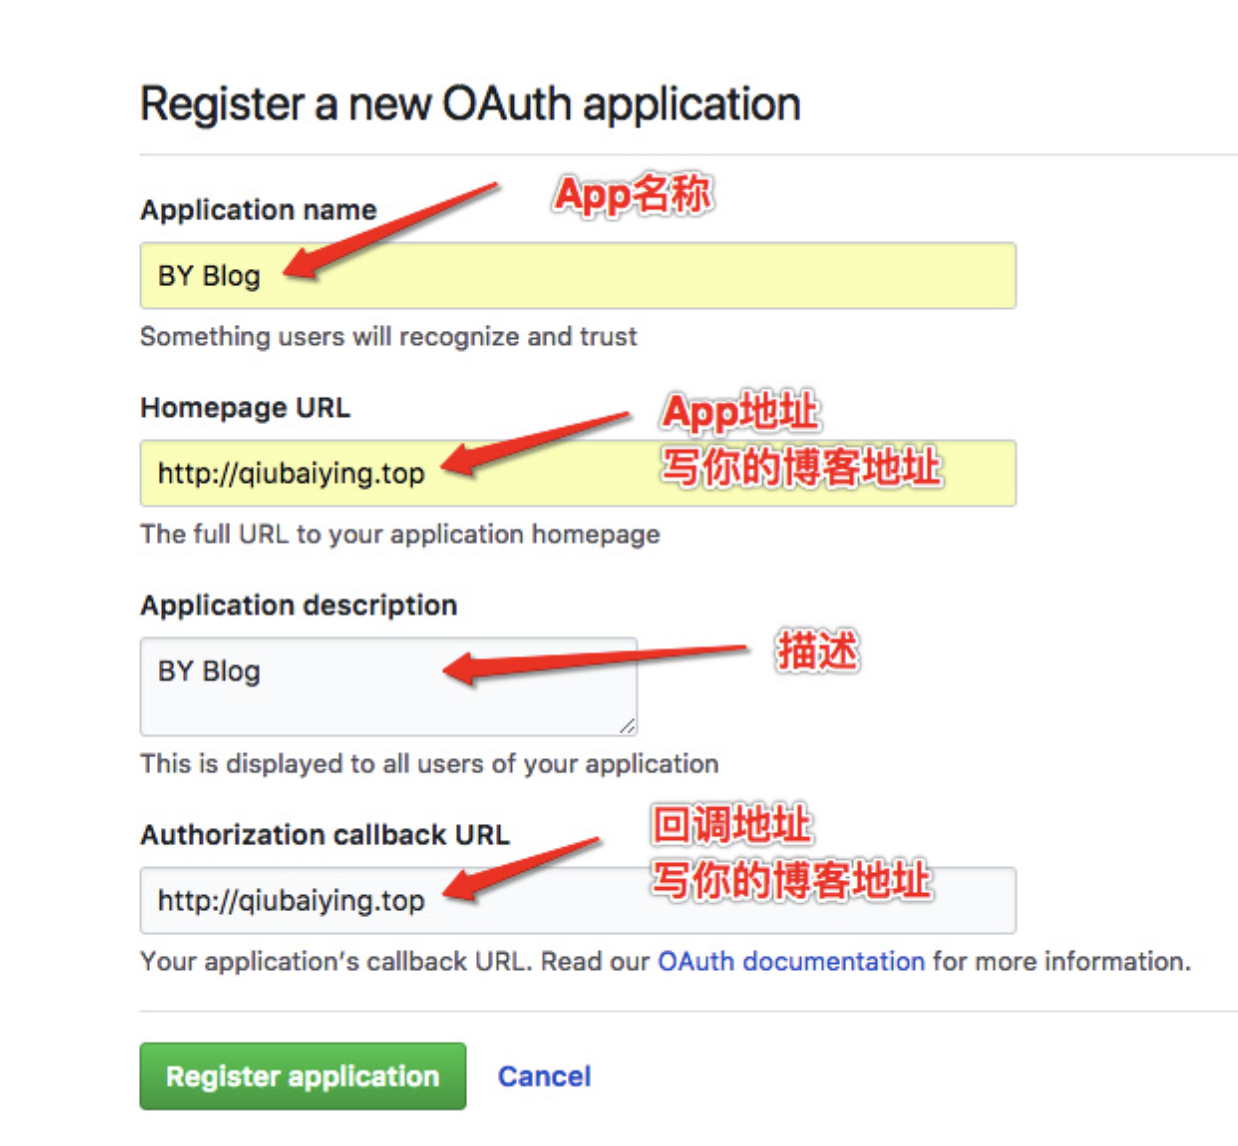 Register a new OAuth application
Application name
App名称
BY Blog
Something users will recognize and trust
Homepage URL
App地址
写你的博客地址
http://qiubaiying.top
The full URL to your application homepage
Application description
描述
BY Blog
This is displayed to all users of your application
Authorization callback URL
回调地址
写你的博客地址
http://qiubaiying.top
Your application's callback URL. Read our OAuth documentation for more information.
Register application
Cancel